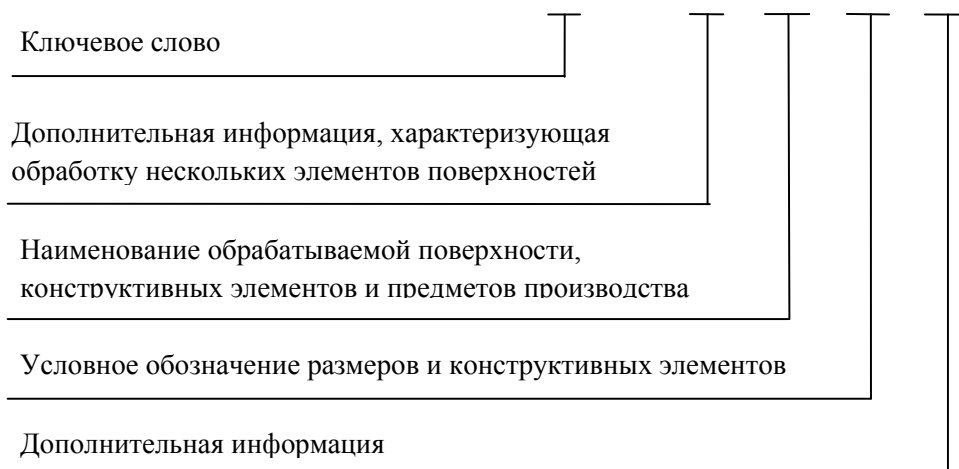 Ключевое слово
Дополнительная информация, характеризующая
обработку нескольких элементов поверхностей
Наименование обрабатываемой поверхности,
конструктивных элементов и предметов производства
Условное обозначение размеров и конструктивных элементов
Дополнительная информация